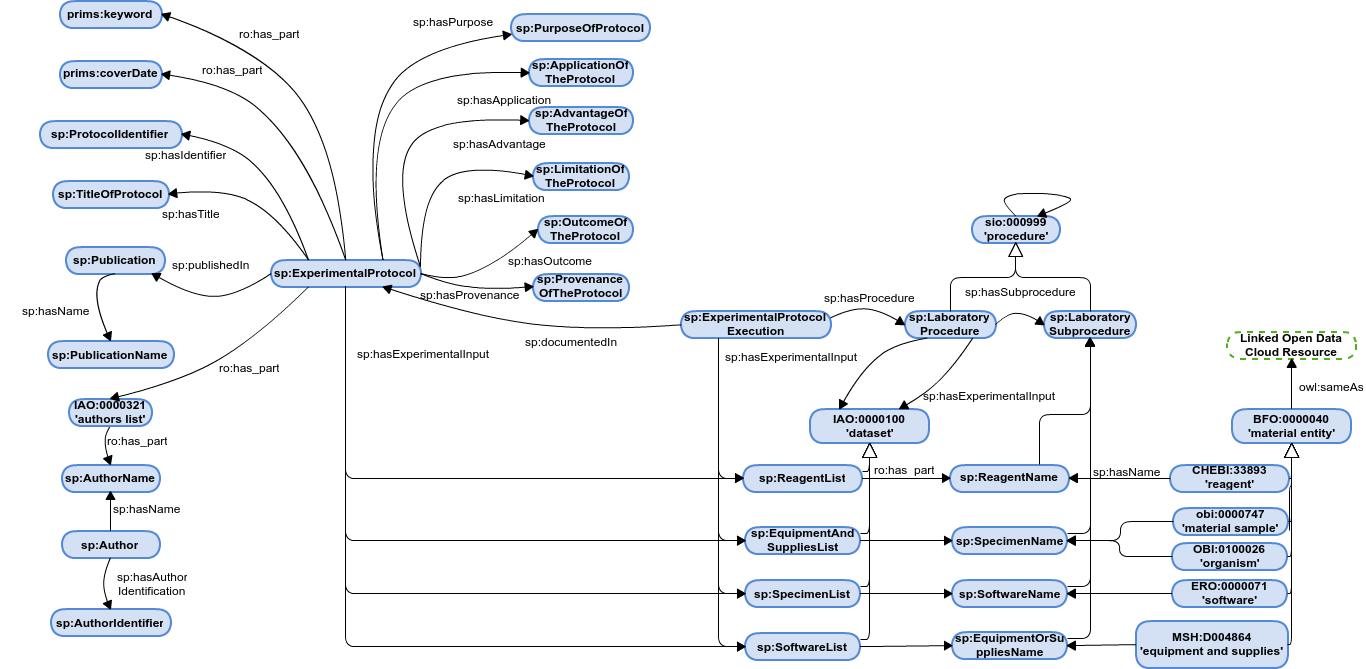 prims:keyword
ro:has_part
sp:hasPurpose
sp:PurposeOfProtocol
prims:coverDate
ro:has_part
sp:ApplicationOf
TheProtocol
sp:hasApplication
sp:AdvantageOf
TheProtocol
sp:ProtocolIdentifier
sp:hasIdentifier
sp:hasAdvantage
sp:LimitationOf
TheProtocol
sp:TitleOfProtocol
sp:hasTitle
sp:hasLimitation
sp:OutcomeOf
TheProtocol
sio:000999
'procedure'
sp:Publication
sp:publishedIn
sp:ExperimentalProtocol
sp:hasOutcome
sp:Provenance
OfTheProtocol
sp:hasProvenance
sp:hasProcedure
sp:hasSubprocedure
sp:hasName
sp:ExperimentalProtocol
Execution
sp:Laboratory
Procedure
sp:Laboratory
Subprocedure
sp:documentedIn
Linked Open Data
Cloud Resource
sp:PublicationName
sp:hasExperimentalInput
sp:hasExperimentalInput
ro:has_part
owl:sameAs
sp:hasExperimentalInput
IAO:0000321
'authors list'
IAO:0000100
'dataset'
BFO:0000040
'material entity'
ro:has_part
sp:AuthorName
sp:ReagentList
ro:has_part
sp:ReagentName
sp:hasName
CHEBI:33893
'reagent'
sp:hasName
obi:0000747
'material sample'
sp:Author
sp:EquipmentAnd
SuppliesList
sp:SpecimenName
OBI:0100026
'organism'
sp:hasAuthor
Identification
sp:SpecimenList
sp:SoftwareName
ERO:0000071
'software'
sp:AuthorIdentifier
sp:SoftwareList
sp:EquipmentOrSu
ppliesName
MSH:D004864
'equipment and supplies'